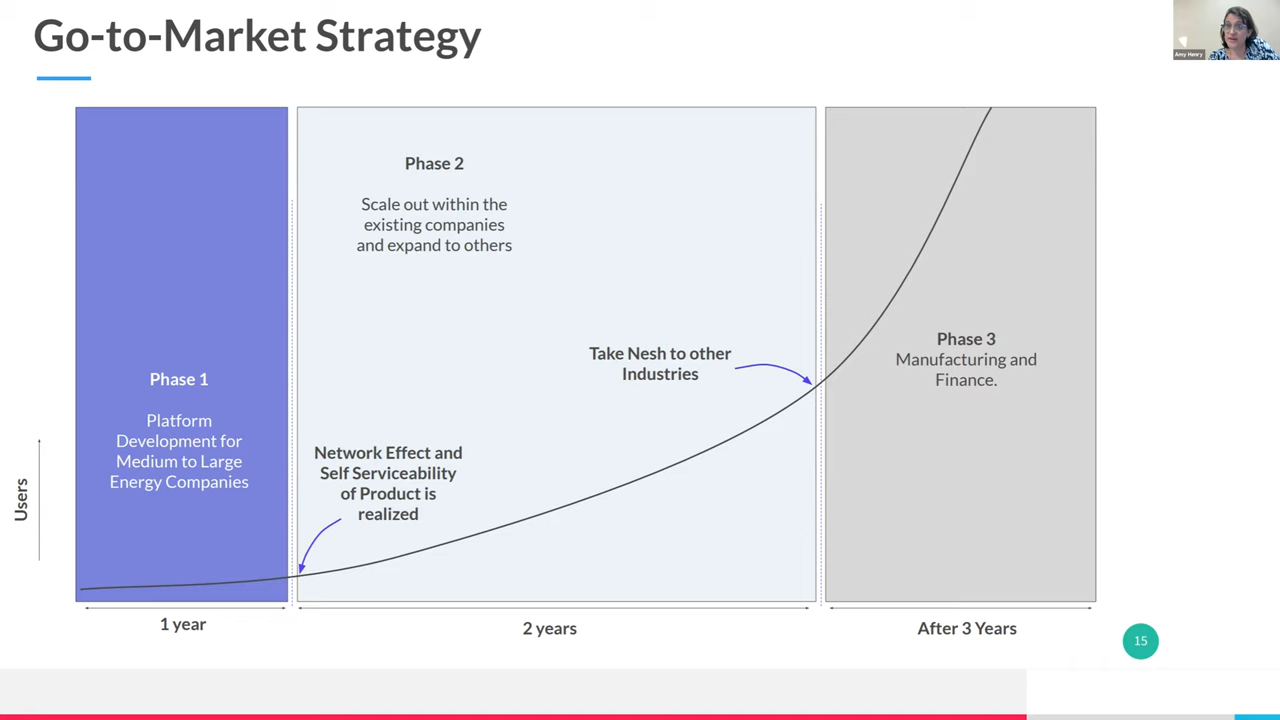 Go-to-Market Strategy
Amy Henry
Phase 1
Platform
Development for
Medium to Large
Energy Companies
Phase 2
Scale out within the
existing companies
and expand to others
Network Effect and
Self Serviceability
of Product is
realized
Take Nesh to other
Industries
Phase 3
Manufacturing and
Finance.
Users
1 year
2 years
After 3 Years
15